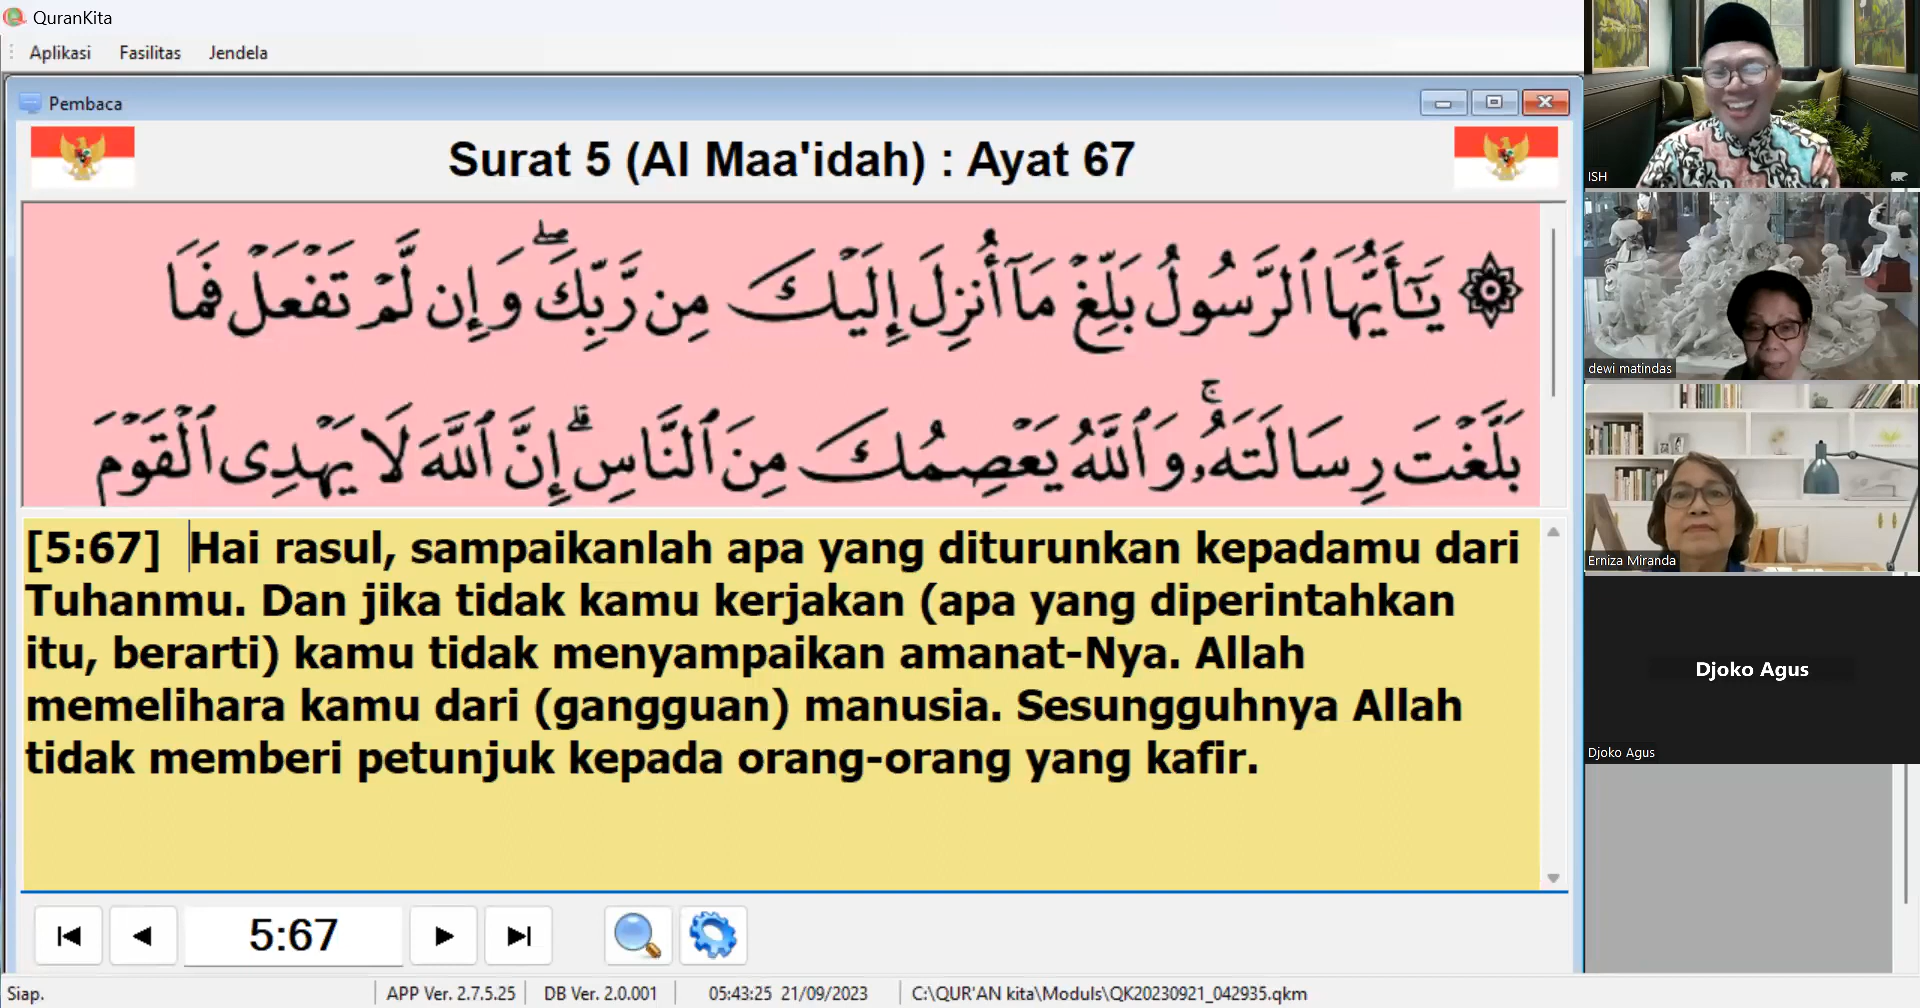 QuranKita
Aplikasi Fasilitas Jendela
Pembaca
Surat 5 (Al Maa'idah) : Ayat 67
۞ يَـٰٓأَيُّهَا ٱلرَّسُولُ بَلِّغْ مَآ أُنزِلَ إِلَيْكَ مِن رَّبِّكَ ۖ وَإِن لَّمْ تَفْعَلْ فَمَا
بَلَّغْتَ رِسَالَتَهُۥ ۚ وَٱللَّهُ يَعْصِمُكَ مِنَ ٱلنَّاسِ ۗ إِنَّ ٱللَّهَ لَا يَهْدِى ٱلْقَوْمَ
[5:67] Hai rasul, sampaikanlah apa yang diturunkan kepadamu dari
Tuhanmu. Dan jika tidak kamu kerjakan (apa yang diperintahkan
itu, berarti) kamu tidak menyampaikan amanat-Nya. Allah
memelihara kamu dari (gangguan) manusia. Sesungguhnya Allah
tidak memberi petunjuk kepada orang-orang yang kafir.
5:67
Siap. APP Ver. 2.7.5.25 DB Ver. 2.0.001 05:43:25 21/09/2023 C:\QUR'AN kita\Moduls\QK20230921_042935.qkm
ISH
dewi matindas
Erniza Miranda
Djoko Agus
Djoko Agus